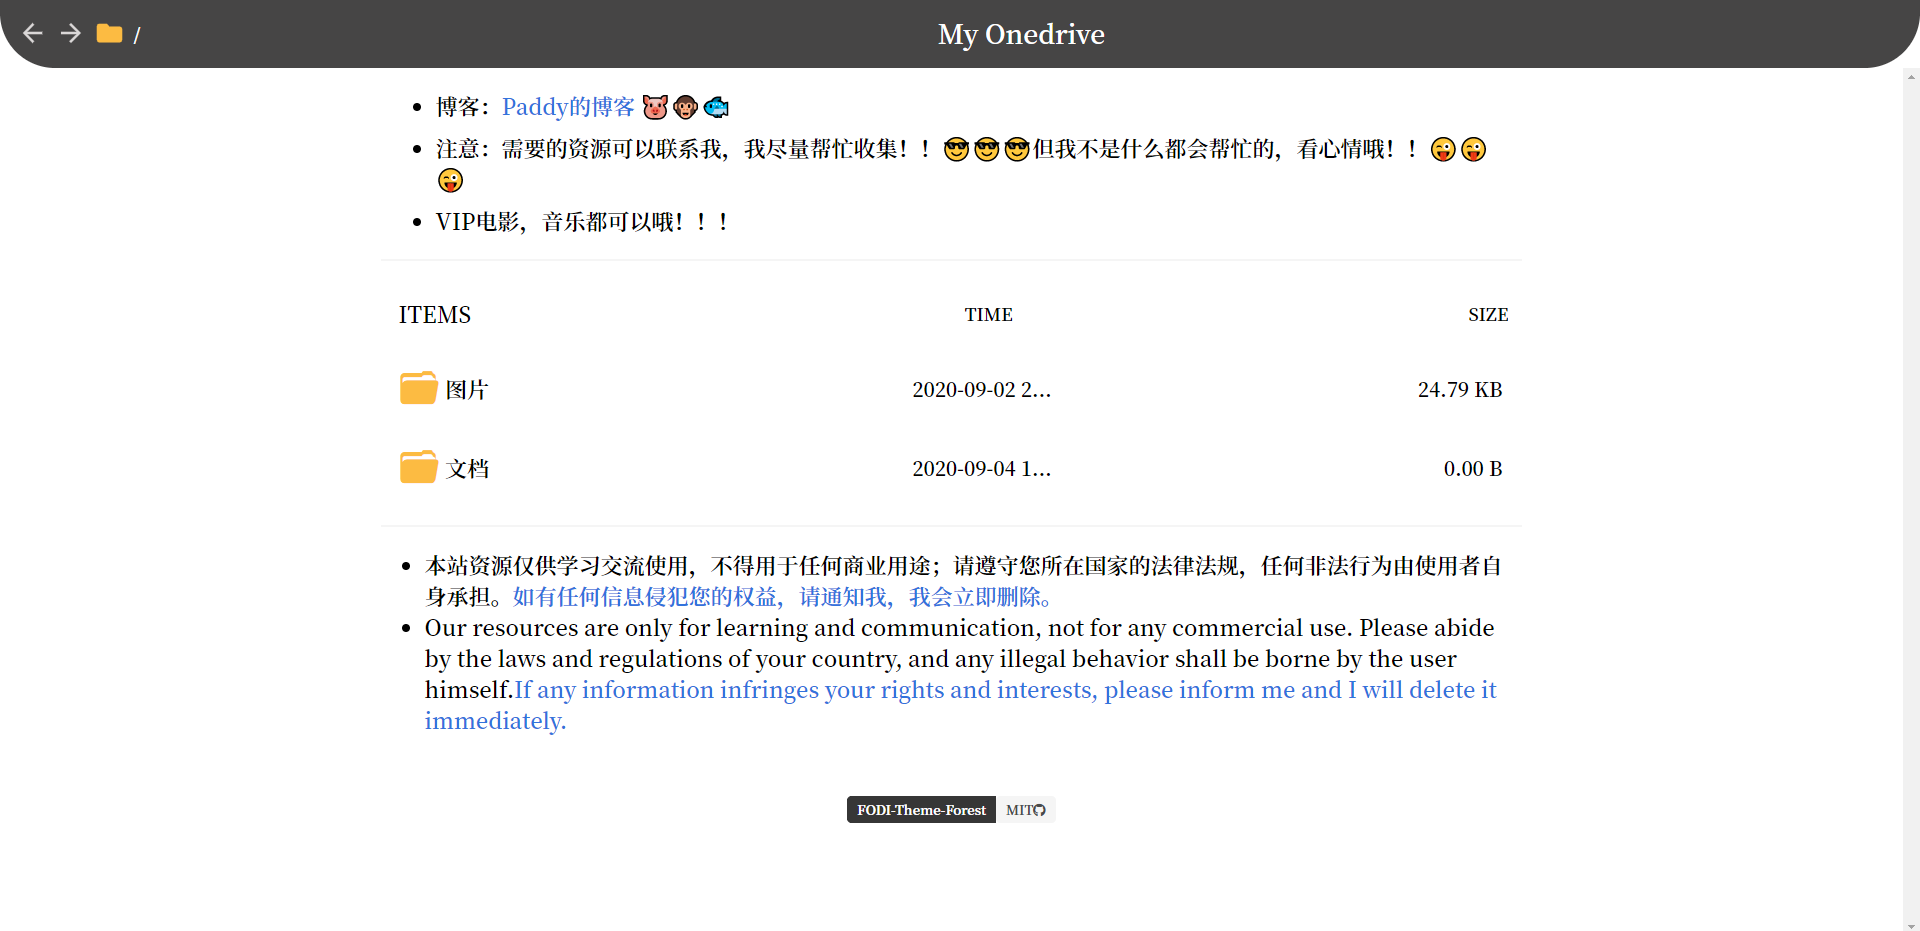 /
My Onedrive
博客：Paddy的博客 🐷🐵🐟
注意：需要的资源可以联系我，我尽量帮忙收集！！😎😎😎但我不是什么都会帮忙的，看心情哦！！😜😜
😜
VIP电影，音乐都可以哦！！！
ITEMS TIME SIZE
图片 2020-09-02 2... 24.79 KB
文档 2020-09-04 1... 0.00 B
本站资源仅供学习交流使用，不得用于任何商业用途；请遵守您所在国家的法律法规，任何非法行为由使用者自
身承担。如有任何信息侵犯您的权益，请通知我，我会立即删除。
Our resources are only for learning and communication, not for any commercial use. Please abide
by the laws and regulations of your country, and any illegal behavior shall be borne by the user
himself.If any information infringes your rights and interests, please inform me and I will delete it
immediately.
FODI-Theme-Forest MIT